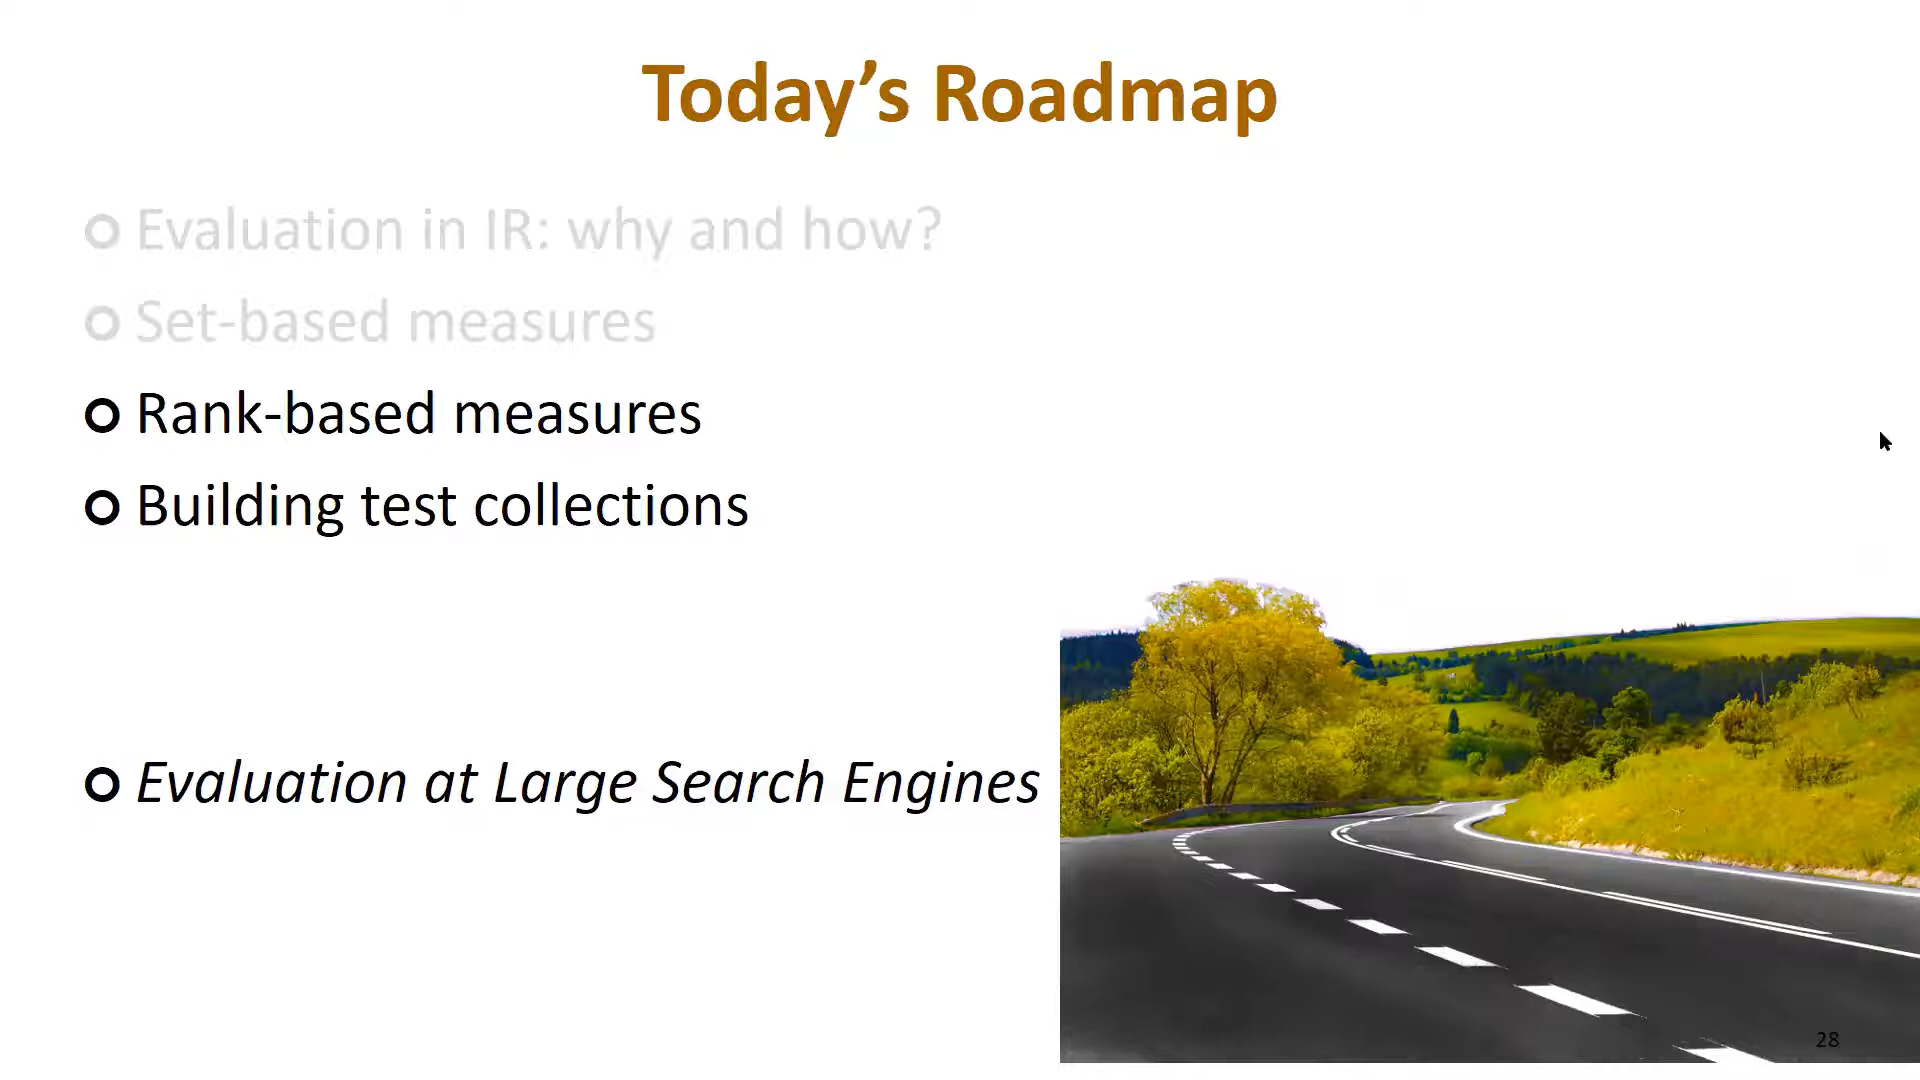 Today’s Roadmap
Evaluation in IR: why and how?
Set-based measures
Rank-based measures
Building test collections
Evaluation at Large Search Engines
28